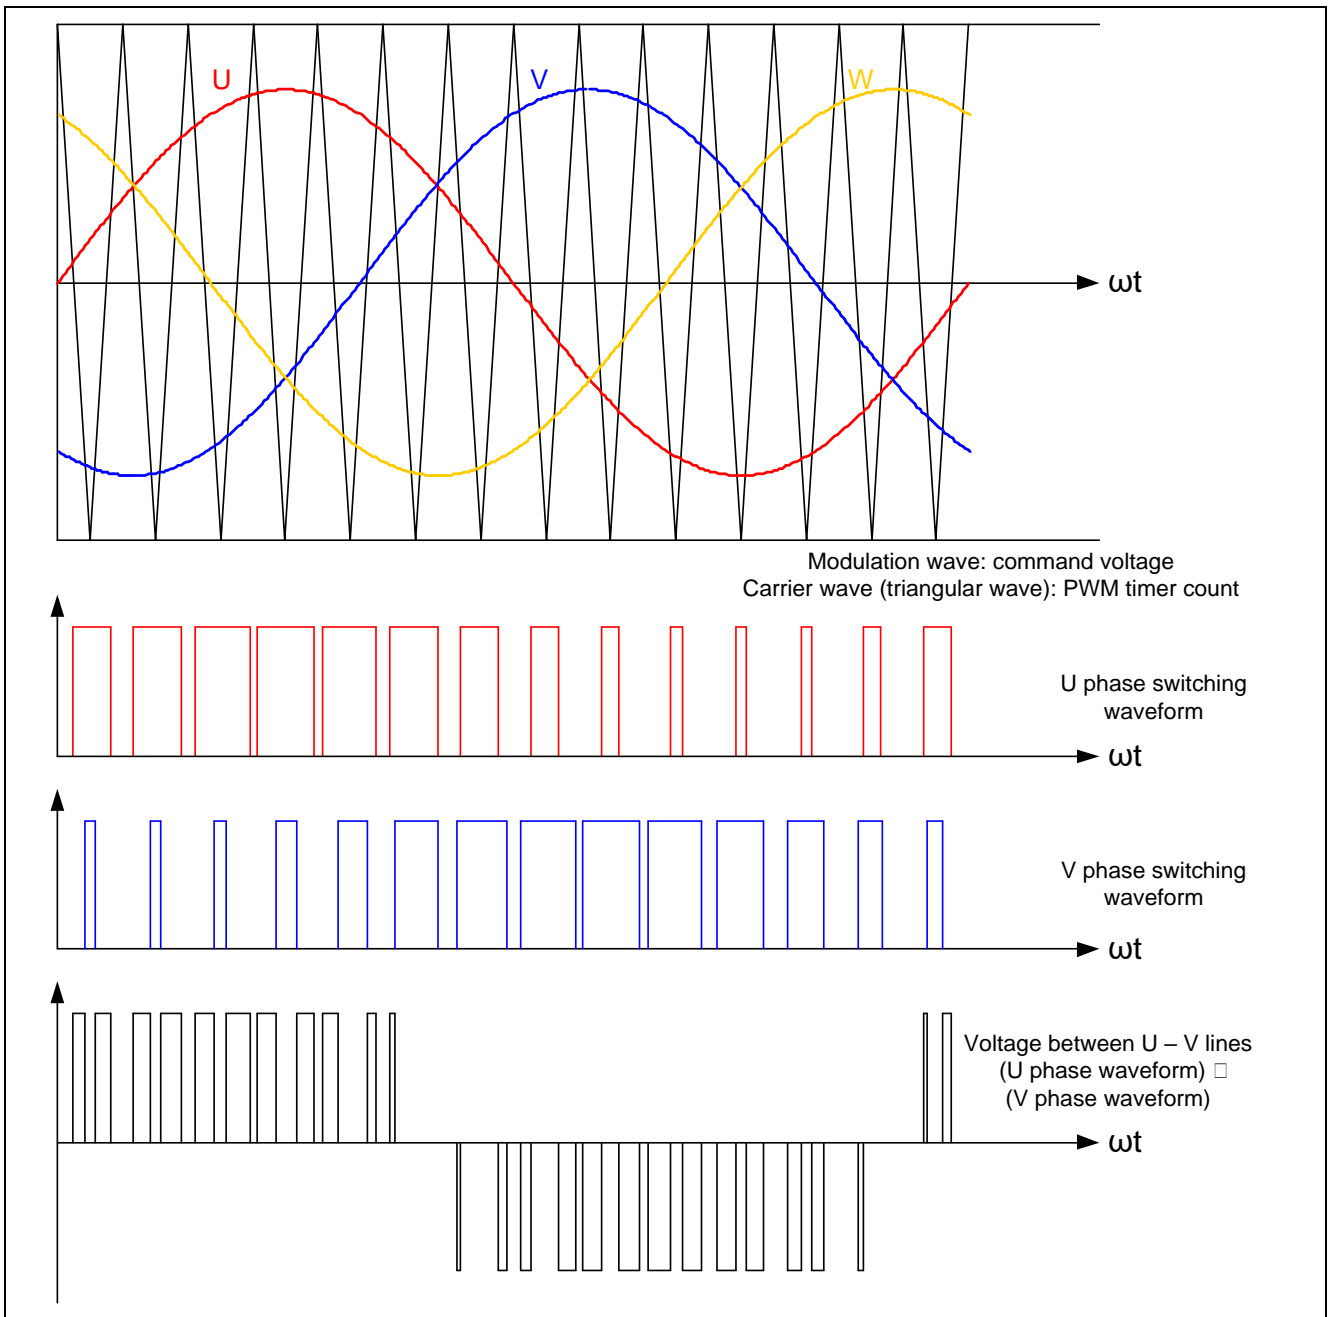 U
V
W
ωt
Modulation wave: command voltage
Carrier wave (triangular wave): PWM timer count
U phase switching
waveform
ωt
V phase switching
waveform
ωt
Voltage between U – V lines
(U phase waveform) □
(V phase waveform)
ωt